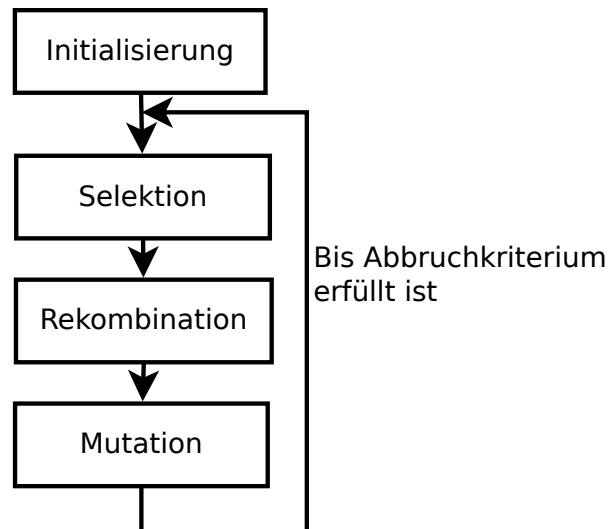 Initialisierung
Selektion
Bis Abbruchkriterium
erfüllt ist
Rekombination
Mutation